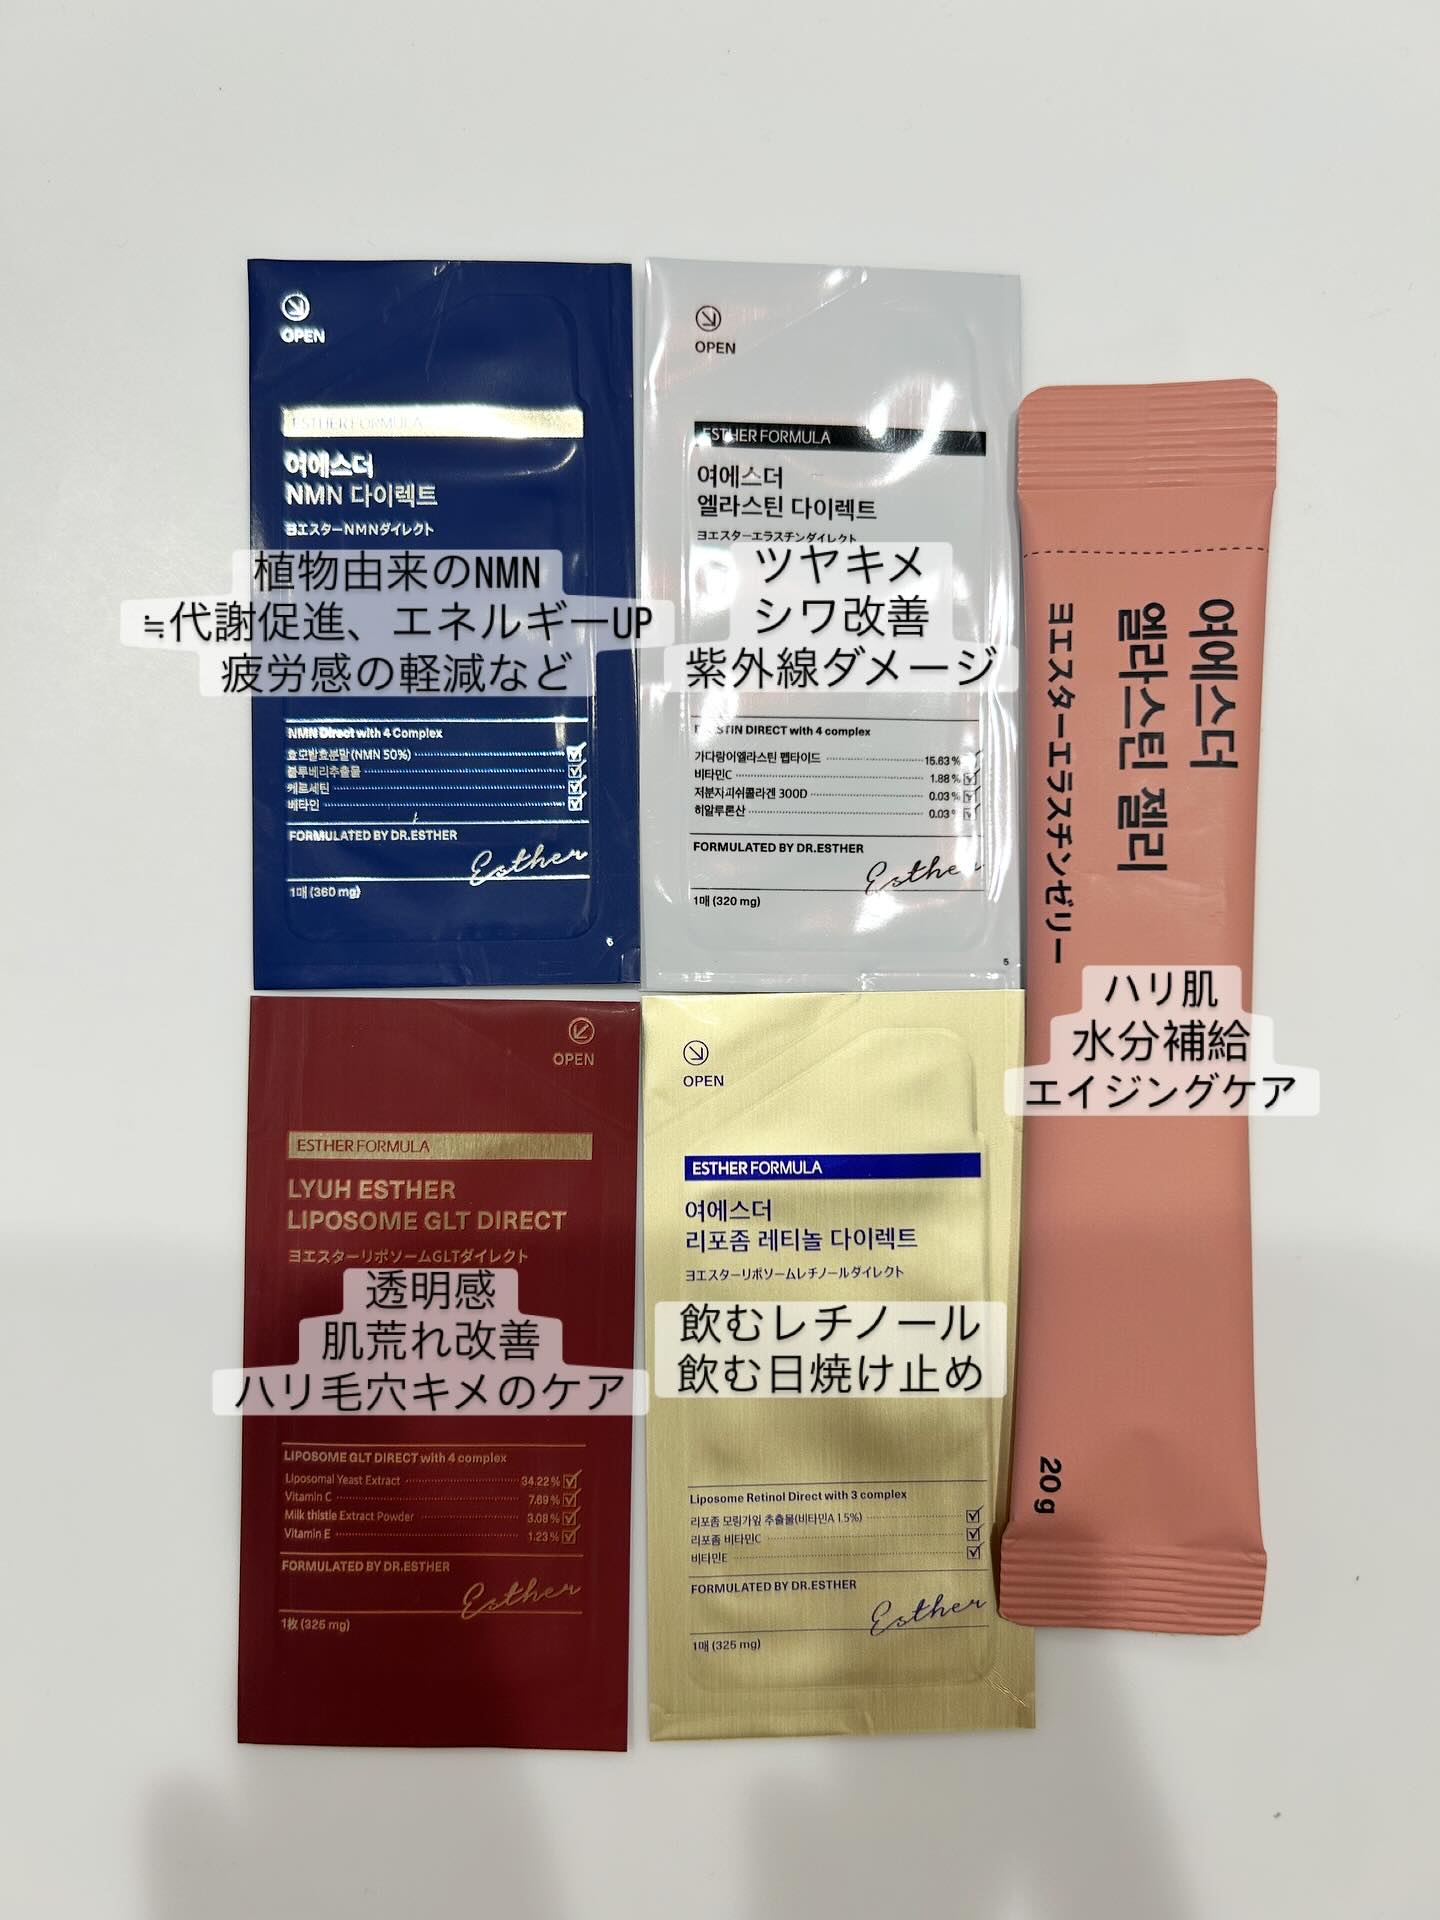 OPEN
ESTHER FORMULA
여에스더
NMN 다이렉트
ヨエスターNMNダイレクト
植物由来のNMN
≒代謝促進、エネルギーUP
疲労感の軽減など
NMN Direct with 4 Complex
효모발효분말(NMN 50%)
블루베리추출물
케르세틴
베타인
FORMULATED BY DR.ESTHER
Esther
1매 (360 mg)
6
OPEN
ESTHER FORMULA
여에스더
엘라스틴 다이렉트
ヨエスターエラスチンダイレクト
ツヤキメ
シワ改善
紫外線ダメージ
STIN DIRECT with 4 complex
가다랑어엘라스틴 펩타이드 15.63 %
비타민C 1.88 %
저분자피쉬콜라겐 300D 0.03 %
히알루론산 0.03 %
FORMULATED BY DR.ESTHER
Esther
1매 (320 mg)
5
여에스더
엘라스틴 젤리
ヨエスターエラスチンゼリー
ハリ肌
水分補給
エイジングケア
20 g
OPEN
ESTHER FORMULA
LYUH ESTHER
LIPOSOME GLT DIRECT
ヨエスターリポソームGLTダイレクト
透明感
肌荒れ改善
ハリ毛穴キメのケア
LIPOSOME GLT DIRECT with 4 complex
Liposomal Yeast Extract 34.22 %
Vitamin C 7.69 %
Milk thistle Extract Powder 3.08 %
Vitamin E 1.23 %
FORMULATED BY DR.ESTHER
Esther
1枚 (325 mg)
OPEN
ESTHER FORMULA
여에스더
리포좀 레티놀 다이렉트
ヨエスターリポソームレチノールダイレクト
飲むレチノール
飲む日焼け止め
Liposome Retinol Direct with 3 complex
리포좀 모링가잎 추출물(비타민A 1.5%)
리포좀 비타민C
비타민E
FORMULATED BY DR.ESTHER
Esther
1매 (325 mg)